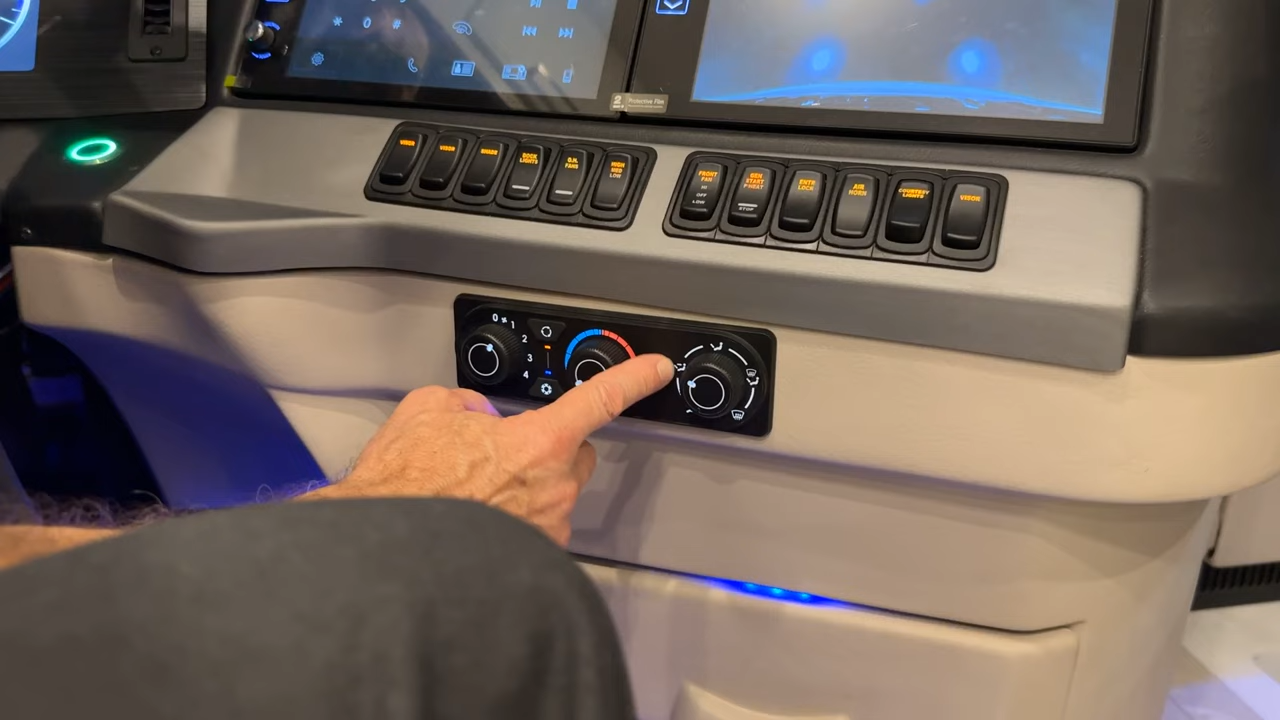 * 0 #
2
Protective Film
VISOR
VISOR
SHADE
DOCK
LIGHTS
O.H.
FANS
HIGH
MED
LOW
FRONT
FAN
HI
OFF
LOW
GEN
START
P HEAT
STOP
ENTR
LOCK
AIR
HORN
COURTESY
LIGHTS
VISOR
0 1
2
3
4